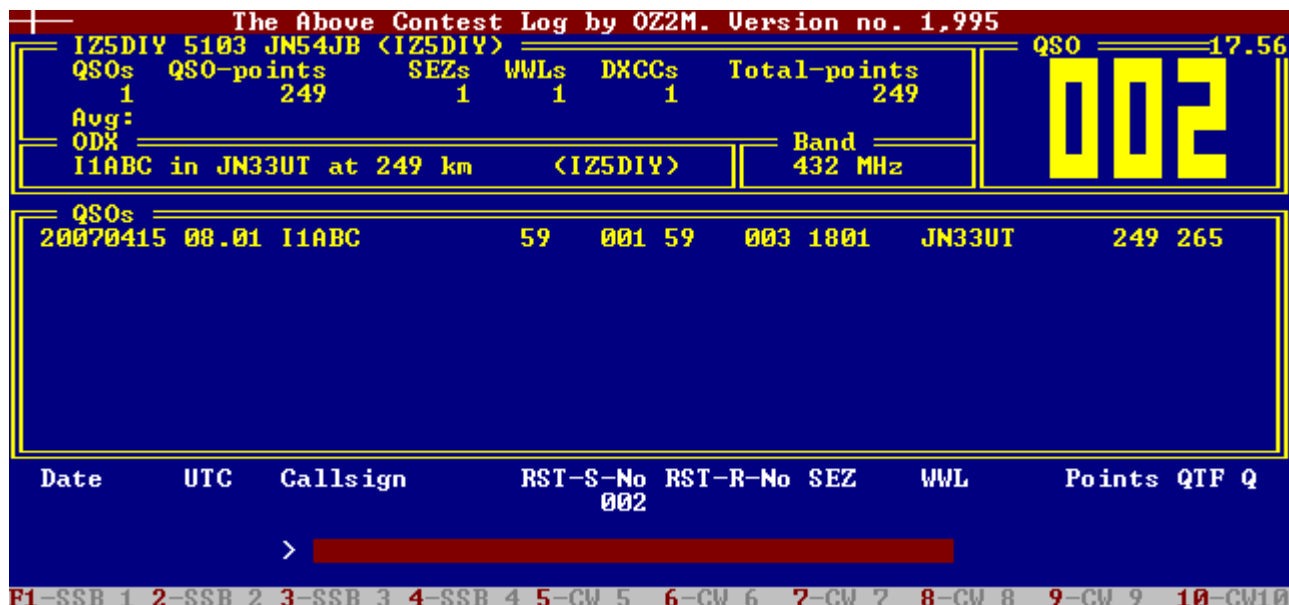 The Above Contest Log by OZ2M. Version no. 1,995
IZ5DIY 5103 JN54JB (IZ5DIY) QSO 17.56
QSOs QSO-points SEZs WWLs DXCCs Total-points
1 249 1 1 1 249
002
Avg:
ODX Band
I1ABC in JN33UT at 249 km (IZ5DIY) 432 MHz
QSOs
20070415 08.01 I1ABC 59 001 59 003 1801 JN33UT 249 265
Date UTC Callsign RST-S-No RST-R-No SEZ WWL Points QTF Q
002
>
F1-SSB 1 2-SSB 2 3-SSB 3 4-SSB 4 5-CW 5 6-CW 6 7-CW 7 8-CW 8 9-CW 9 10-CW10